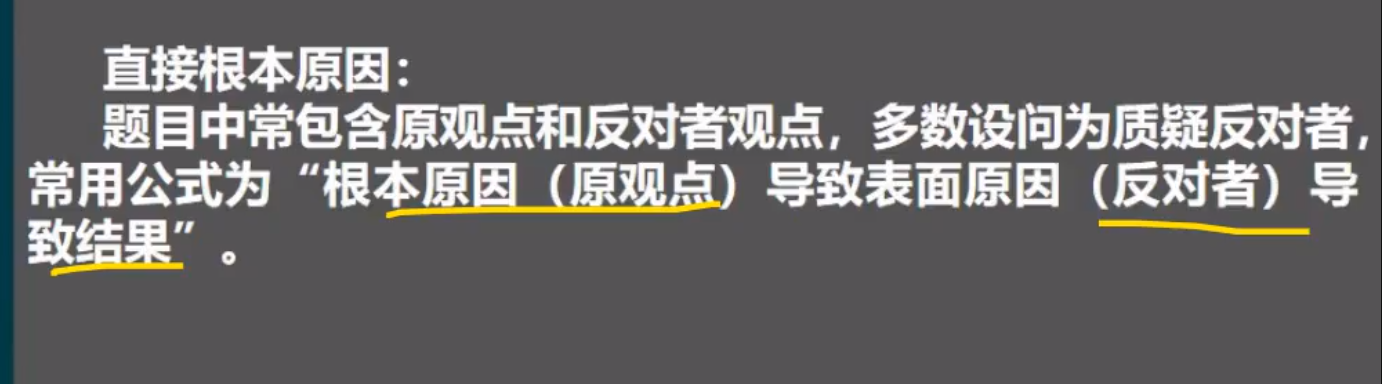 直接根本原因：
题目中常包含原观点和反对者观点，多数设问为质疑反对者，
常用公式为“根本原因（原观点）导致表面原因（反对者）导
致结果”。